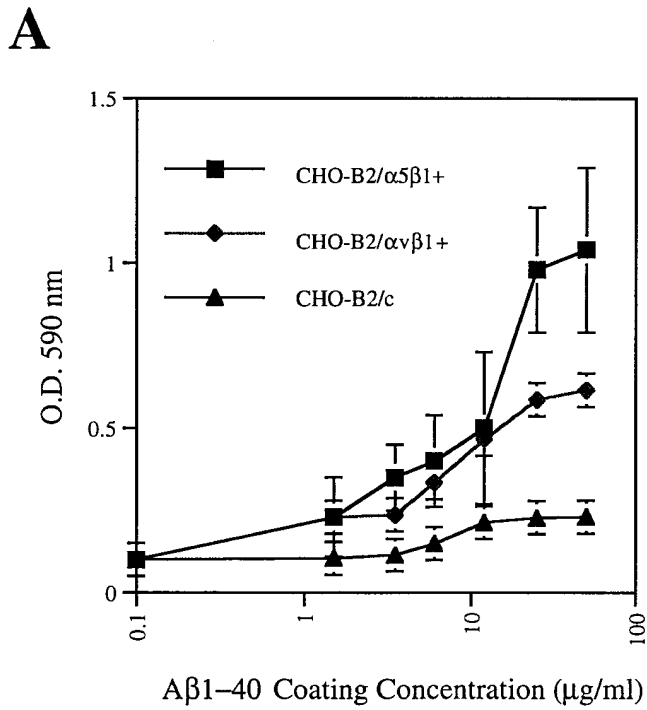 A
1.5
CHO-B2/α5β1+
CHO-B2/αvβ1+
CHO-B2/c
1
0.5
0
O.D. 590 nm
0.1
1
10
100
Aβ1–40 Coating Concentration (μg/ml)